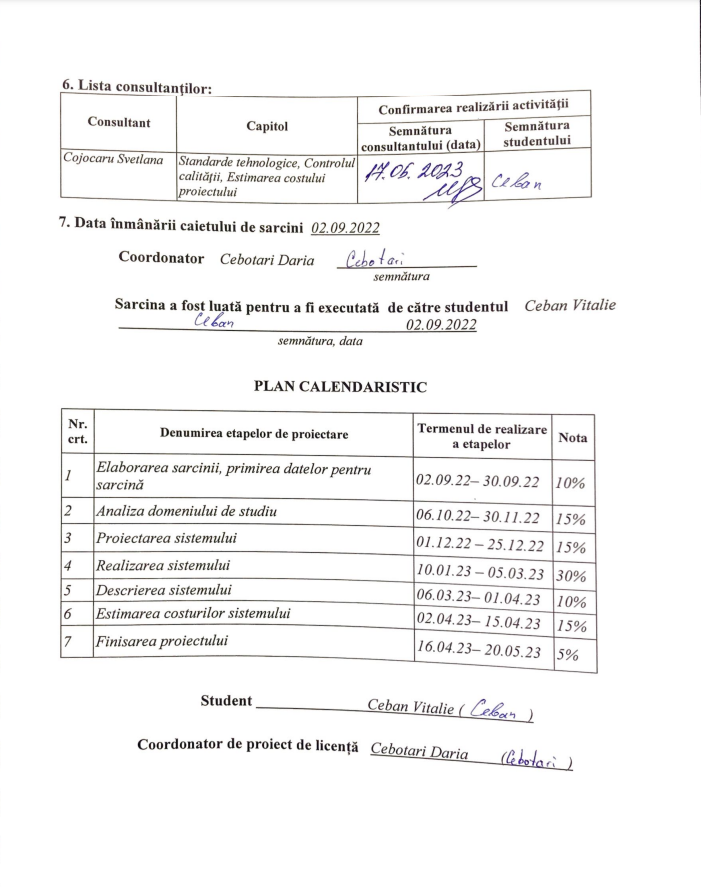 6. Lista consultanților:
Consultant
Capitol
Confirmarea realizării activității
Semnătura
consultantului (data)
Semnătura
studentului
Cojocaru Svetlana
Standarde tehnologice, Controlul
calității, Estimarea costului
proiectului
17.05.2023
Ceban
7. Data înmânării caietului de sarcini 02.09.2022
Coordonator Cebotari Daria Cebotari
semnătura
Sarcina a fost luată pentru a fi executată de către studentul Ceban Vitalie
Ceban 02.09.2022
semnătura, data
PLAN CALENDARISTIC
Nr.
crt.
Denumirea etapelor de proiectare
Termenul de realizare
a etapelor
Nota
1 Elaborarea sarcinii, primirea datelor pentru
sarcină
02.09.22– 30.09.22 10%
2 Analiza domeniului de studiu 06.10.22– 30.11.22 15%
3 Proiectarea sistemului 01.12.22 – 25.12.22 15%
4 Realizarea sistemului 10.01.23 – 05.03.23 30%
5 Descrierea sistemului 06.03.23– 01.04.23 10%
6 Estimarea costurilor sistemului 02.04.23– 15.04.23 15%
7 Finisarea proiectului 16.04.23– 20.05.23 5%
Student Ceban Vitalie ( Ceban )
Coordonator de proiect de licență Cebotari Daria (Cebotari )